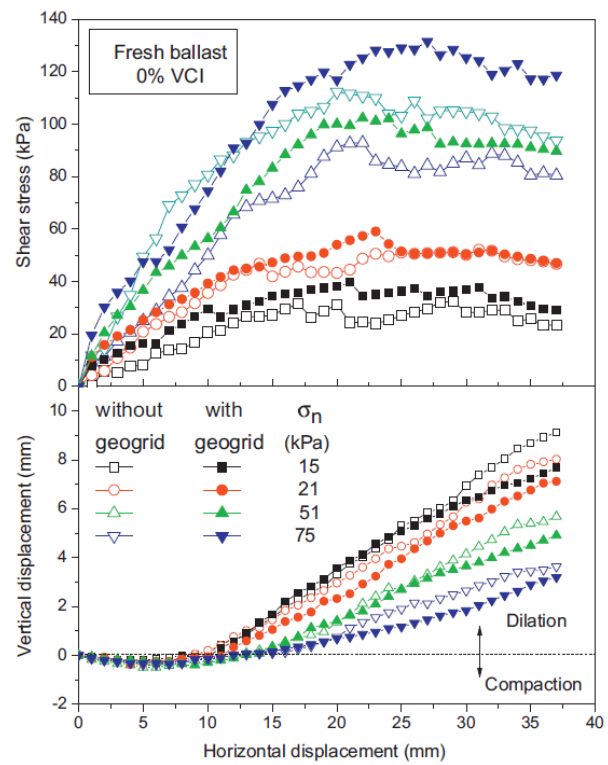 140
120
100
80
60
40
20
0
Shear stress (kPa)
Fresh ballast
0% VCI
10
8
6
4
2
0
-2
Vertical displacement (mm)
without with σn
geogrid geogrid (kPa)
15
21
51
75
Dilation
Compaction
0 5 10 15 20 25 30 35 40
Horizontal displacement (mm)